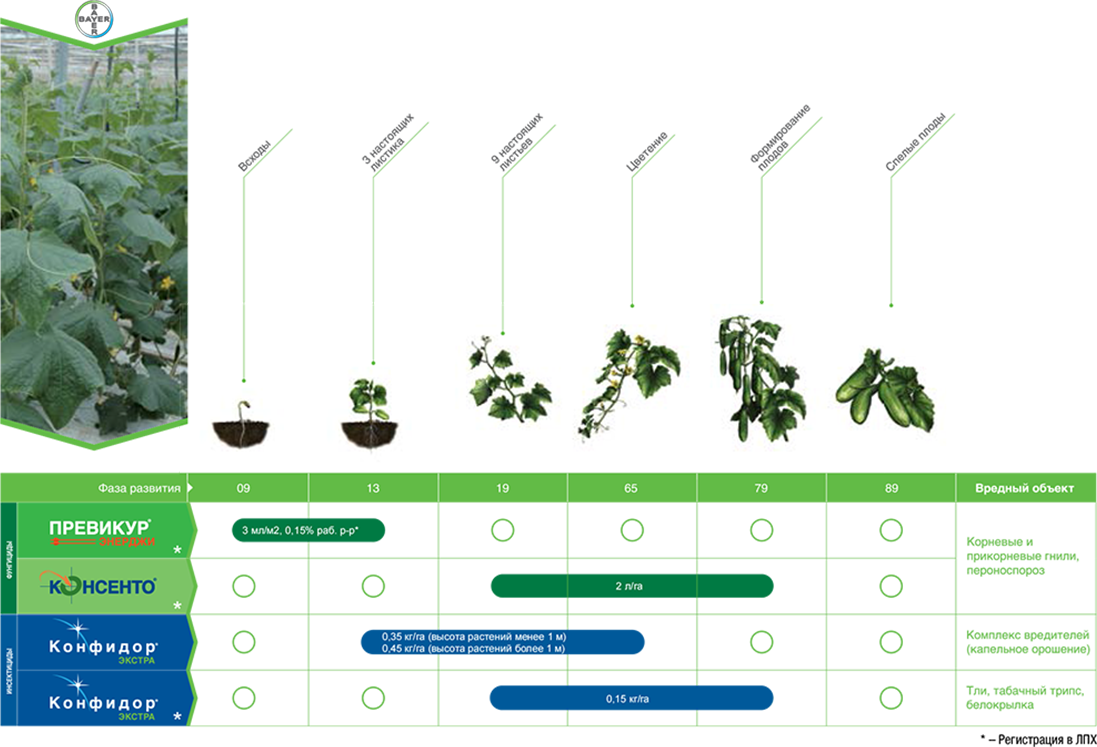 BAYER
BAYER
Всходы
3 настоящих
листика
9 настоящих
листьев
Цветение
Формирование
плодов
Спелые плоды
Фаза развития
09
13
19
65
79
89
Вредный объект
ФУНГИЦИДЫ
ПРЕВИКУР®
ЭНЕРДЖИ
*
3 мл/м2, 0,15% раб. р-р*
Корневые и
прикорневые гнили,
пероноспороз
КОНСЕНТО®
*
2 л/га
ИНСЕКТИЦИДЫ
Конфидор®
ЭКСТРА
0,35 кг/га (высота растений менее 1 м)
0,45 кг/га (высота растений более 1 м)
Комплекс вредителей
(капельное орошение)
Конфидор®
ЭКСТРА
*
0,15 кг/га
Тли, табачный трипс,
белокрылка
* – Регистрация в ЛПХ